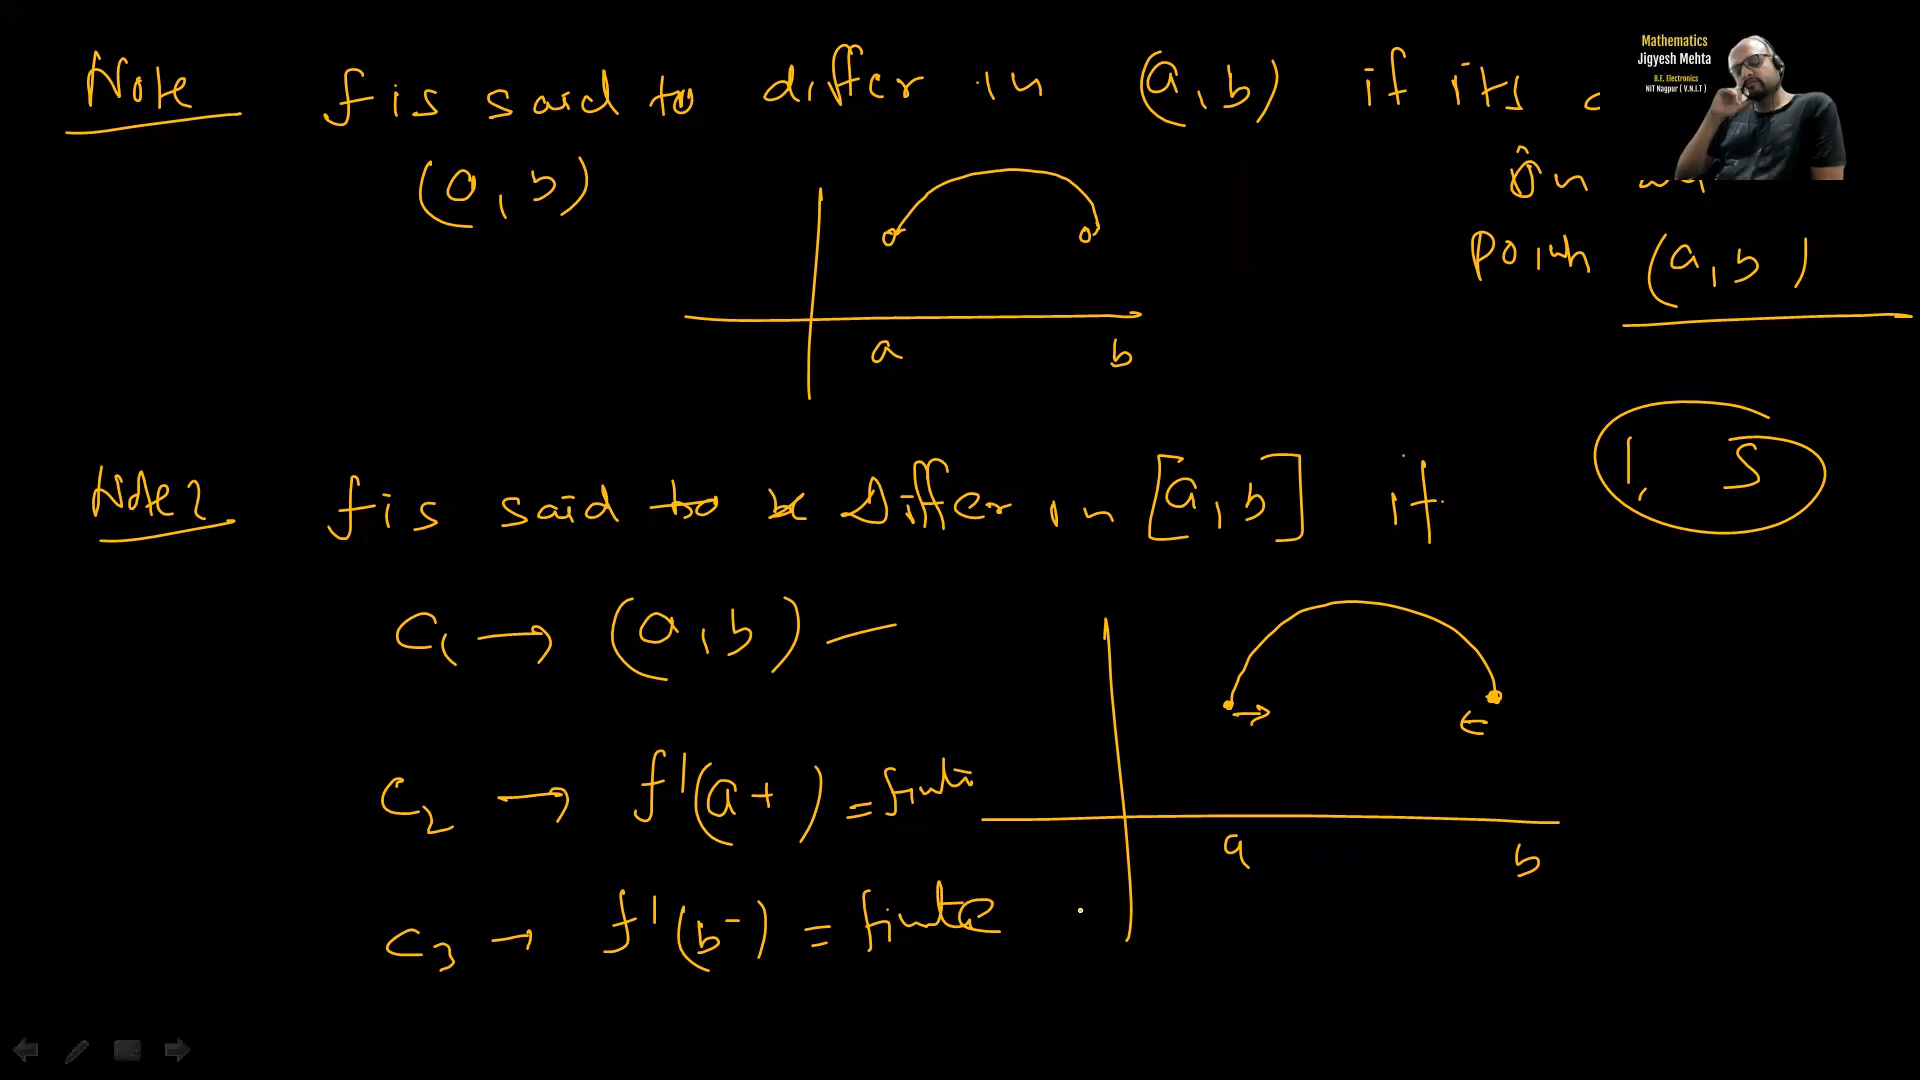 Note f is said to differ in (a,b) if its
Mathematics
Jigyesh Mehta
B.E. Electronics
NIT Nagpur ( V.N.I.T )
(a,b)
point (a,b)
a b
1, 5
Note 2 f is said to be Differ in [a,b] if
C1 → (a,b) —
C2 → f'(a+) = finite
a b
C3 → f'(b-) = finite